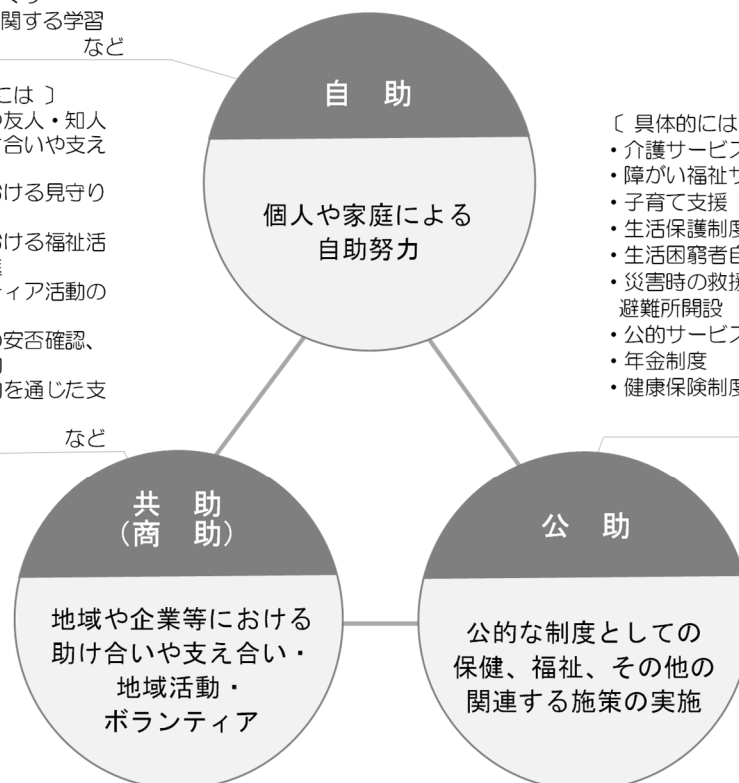 関する学習
など
自 助
個人や家庭による
自助努力
には 〕
友人・知人
合いや支え
ける見守り
ける福祉活
ティア活動の
安否確認、
を通じた支
など
〔 具体的には
・介護サービス
・障がい福祉サ
・子育て支援
・生活保護制度
・生活困窮者自
・災害時の救援
避難所開設
・公的サービス
・年金制度
・健康保険制度
共 助
（商 助）
地域や企業等における
助け合いや支え合い・
地域活動・
ボランティア
公 助
公的な制度としての
保健、福祉、その他の
関連する施策の実施